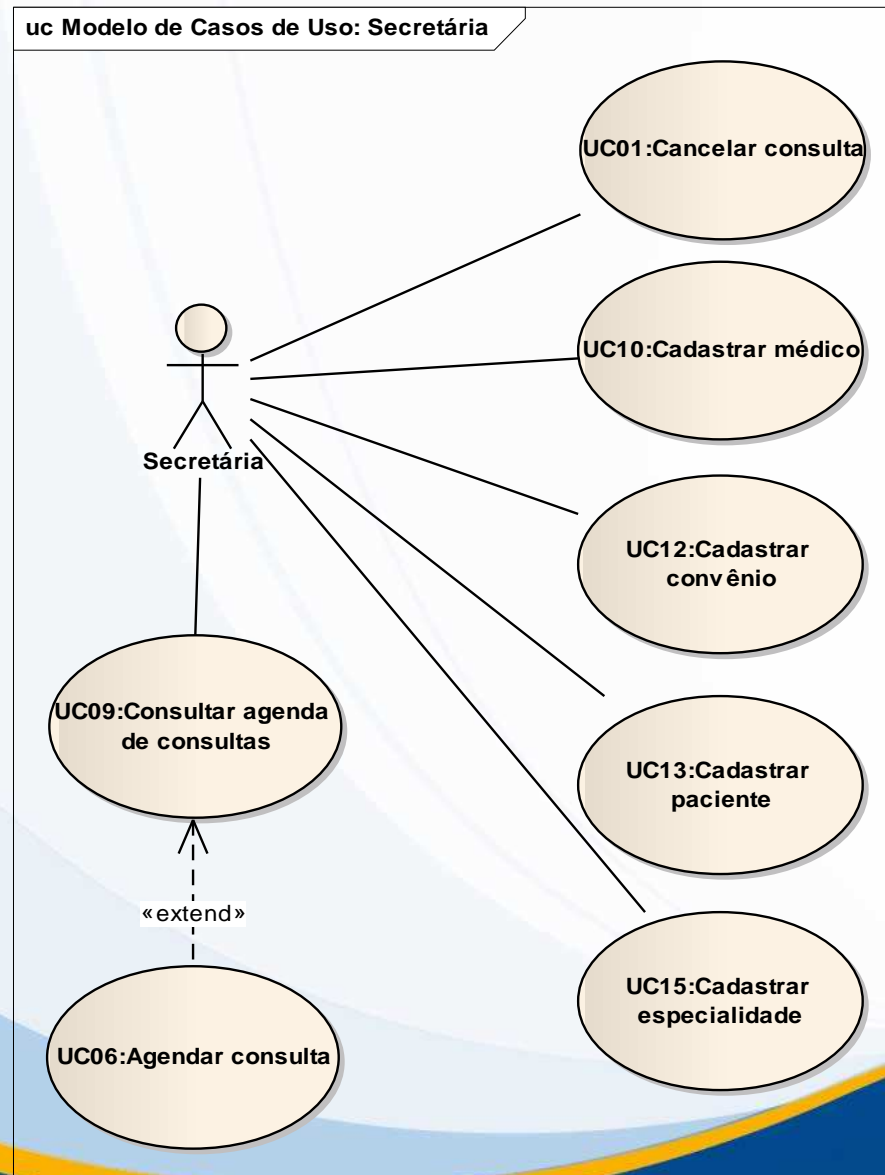 uc Modelo de Casos de Uso: Secretária
UC01:Cancelar consulta
UC10:Cadastrar médico
Secretária
UC12:Cadastrar
convênio
UC09:Consultar agenda
de consultas
UC13:Cadastrar
paciente
«extend»
UC15:Cadastrar
especialidade
UC06:Agendar consulta